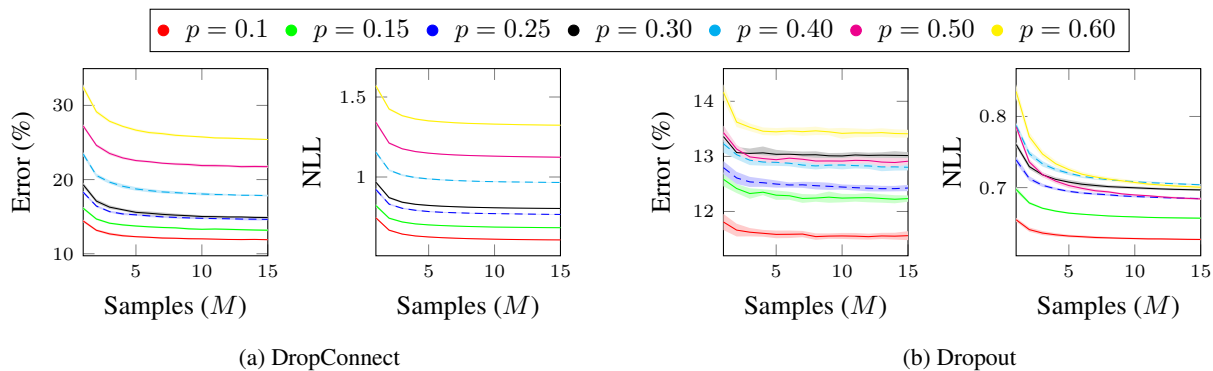 p = 0.1 p = 0.15 p = 0.25 p = 0.30 p = 0.40 p = 0.50 p = 0.60
30
20
10
5 10 15
Error (%)
Samples (M)
1.5
1
5 10 15
NLL
Samples (M)
14
13
12
5 10 15
Error (%)
Samples (M)
0.8
0.7
5 10 15
NLL
Samples (M)
(a) DropConnect
(b) Dropout